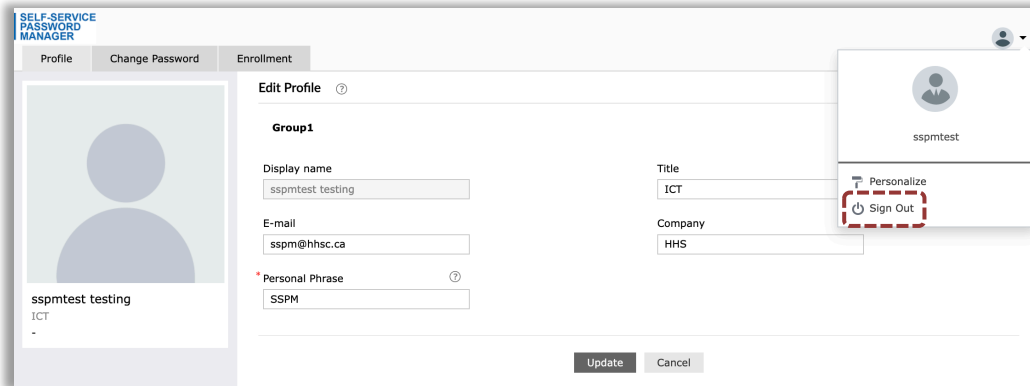 SELF-SERVICE
PASSWORD
MANAGER
Profile Change Password Enrollment
Edit Profile ?
Group1
Display name Title
sspmtest testing ICT
E-mail Company
sspm@hhsc.ca HHS
* Personal Phrase ?
SSPM
Update Cancel
sspmtest testing
ICT
-
sspmtest
Personalize
Sign Out